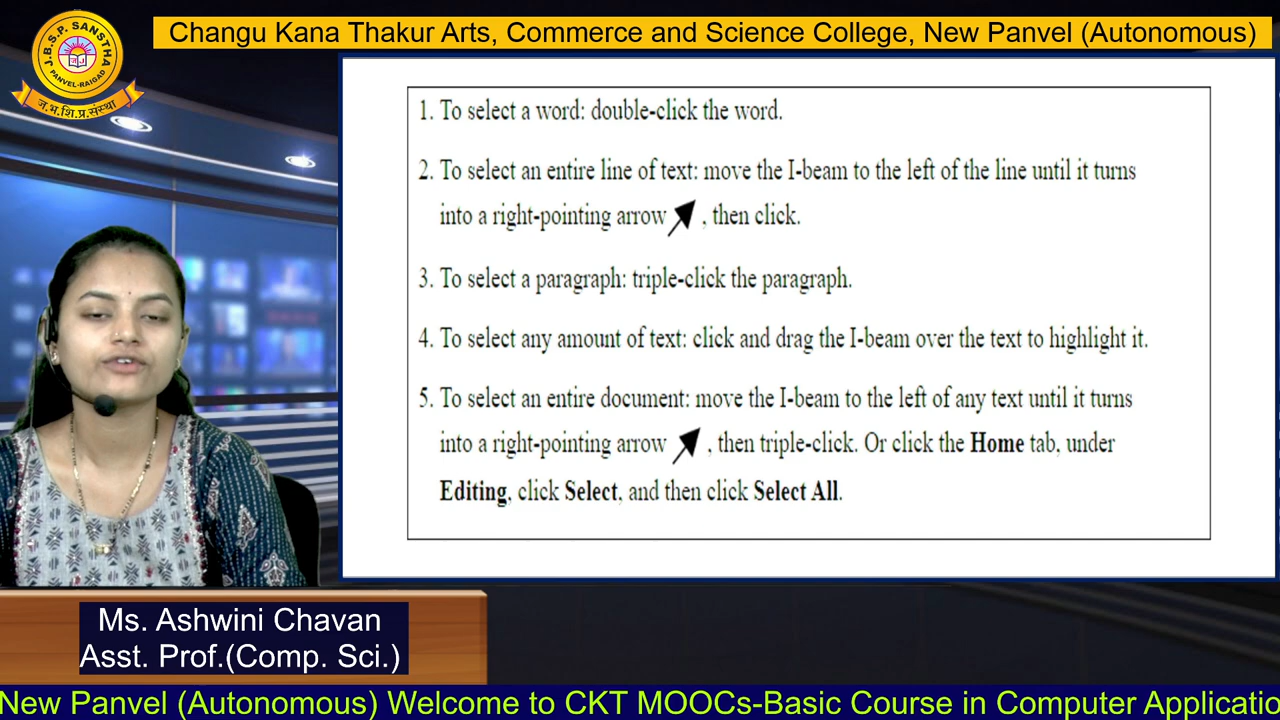 J.B.S.P. SANSTHA
PANVEL-RAIGAD
ज.भ.शि.प्र.संस्था
Changu Kana Thakur Arts, Commerce and Science College, New Panvel (Autonomous)
1. To select a word: double-click the word.
2. To select an entire line of text: move the I-beam to the left of the line until it turns
into a right-pointing arrow , then click.
3. To select a paragraph: triple-click the paragraph.
4. To select any amount of text: click and drag the I-beam over the text to highlight it.
5. To select an entire document: move the I-beam to the left of any text until it turns
into a right-pointing arrow , then triple-click. Or click the Home tab, under
Editing, click Select, and then click Select All.
Ms. Ashwini Chavan
Asst. Prof.(Comp. Sci.)
New Panvel (Autonomous) Welcome to CKT MOOCs-Basic Course in Computer Applicatio